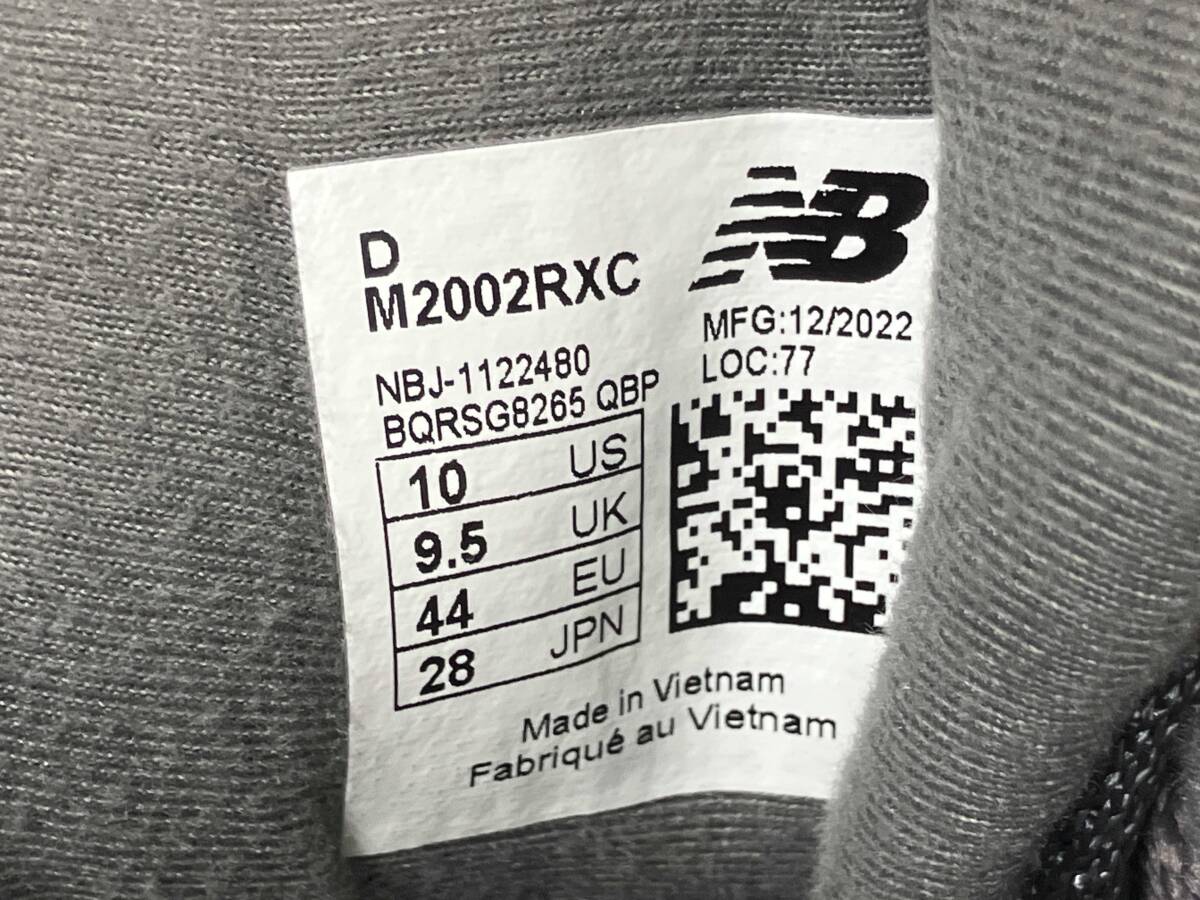 NB
D
M2002RXC
MFG:12/2022
LOC:77
NBJ-1122480
BQRSG8265 QBP
10 US
9.5 UK
44 EU
28 JPN
Made in Vietnam
Fabriqué au Vietnam